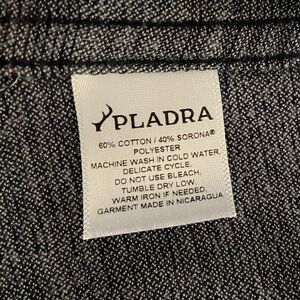 PLADRA
60% COTTON / 40% SORONA®
POLYESTER
MACHINE WASH IN COLD WATER,
DELICATE CYCLE.
DO NOT USE BLEACH,
TUMBLE DRY LOW,
WARM IRON IF NEEDED,
GARMENT MADE IN NICARAGUA